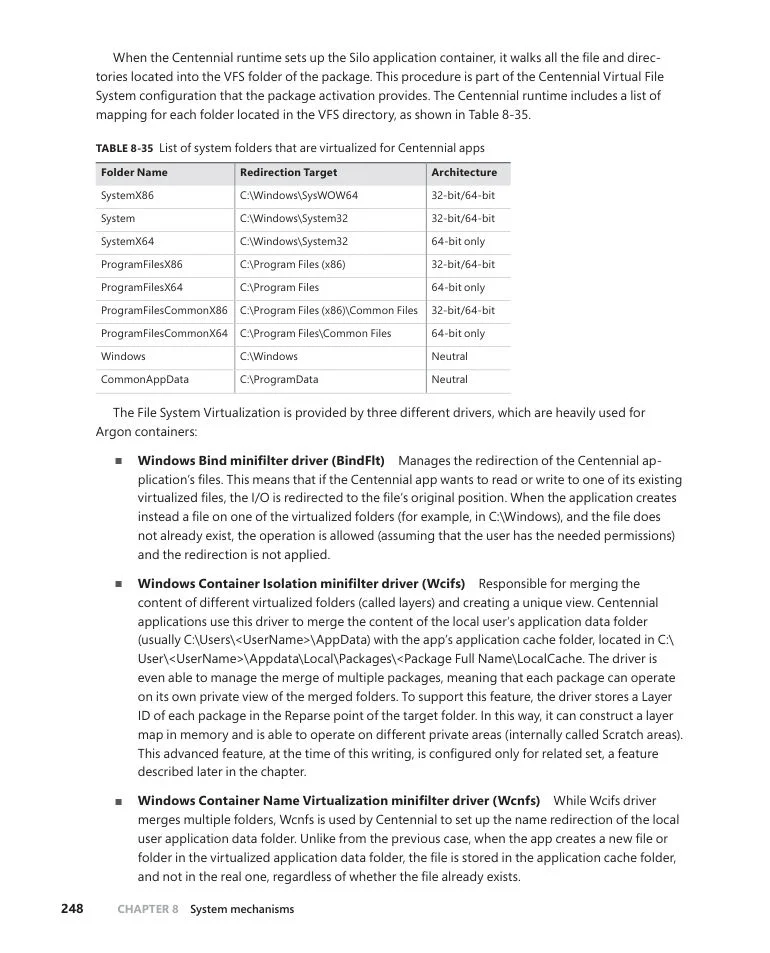 When the Centennial runtime sets up the Silo application container, it walks all the file and direc-
tories located into the VFS folder of the package. This procedure is part of the Centennial Virtual File
System configuration that the package activation provides. The Centennial runtime includes a list of
mapping for each folder located in the VFS directory, as shown in Table 8-35.
TABLE 8-35 List of system folders that are virtualized for Centennial apps
Folder Name Redirection Target Architecture
SystemX86 C:\Windows\SysWOW64 32-bit/64-bit
System C:\Windows\System32 32-bit/64-bit
SystemX64 C:\Windows\System32 64-bit only
ProgramFilesX86 C:\Program Files (x86) 32-bit/64-bit
ProgramFilesX64 C:\Program Files 64-bit only
ProgramFilesCommonX86 C:\Program Files (x86)\Common Files 32-bit/64-bit
ProgramFilesCommonX64 C:\Program Files\Common Files 64-bit only
Windows C:\Windows Neutral
CommonAppData C:\ProgramData Neutral
The File System Virtualization is provided by three different drivers, which are heavily used for
Argon containers:
■ Windows Bind minifilter driver (BindFlt) Manages the redirection of the Centennial ap-
plication's files. This means that if the Centennial app wants to read or write to one of its existing
virtualized files, the I/O is redirected to the file's original position. When the application creates
instead a file on one of the virtualized folders (for example, in C:\Windows), and the file does
not already exist, the operation is allowed (assuming that the user has the needed permissions)
and the redirection is not applied.
■ Windows Container Isolation minifilter driver (Wcifs) Responsible for merging the
content of different virtualized folders (called layers) and creating a unique view. Centennial
applications use this driver to merge the content of the local user's application data folder
(usually C:\Users\<UserName>\AppData) with the app's application cache folder, located in C:\
User\<UserName>\Appdata\Local\Packages\<Package Full Name\LocalCache. The driver is
even able to manage the merge of multiple packages, meaning that each package can operate
on its own private view of the merged folders. To support this feature, the driver stores a Layer
ID of each package in the Reparse point of the target folder. In this way, it can construct a layer
map in memory and is able to operate on different private areas (internally called Scratch areas).
This advanced feature, at the time of this writing, is configured only for related set, a feature
described later in the chapter.
■ Windows Container Name Virtualization minifilter driver (Wcnfs) While Wcifs driver
merges multiple folders, Wcnfs is used by Centennial to set up the name redirection of the local
user application data folder. Unlike from the previous case, when the app creates a new file or
folder in the virtualized application data folder, the file is stored in the application cache folder,
and not in the real one, regardless of whether the file already exists.
248 CHAPTER 8 System mechanisms